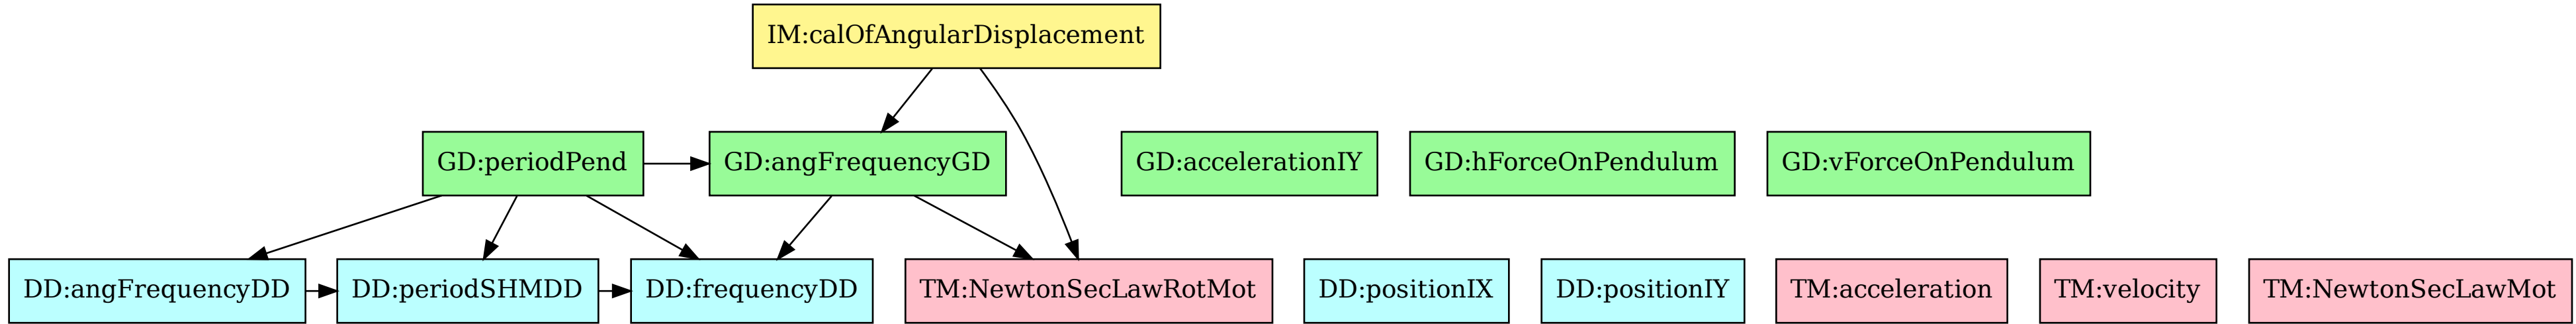 IM:calOfAngularDisplacement
GD:periodPend
GD:angFrequencyGD
GD:accelerationIY
GD:hForceOnPendulum
GD:vForceOnPendulum
DD:angFrequencyDD
DD:periodSHMDD
DD:frequencyDD
TM:NewtonSecLawRotMot
DD:positionIX
DD:positionIY
TM:acceleration
TM:velocity
TM:NewtonSecLawMot